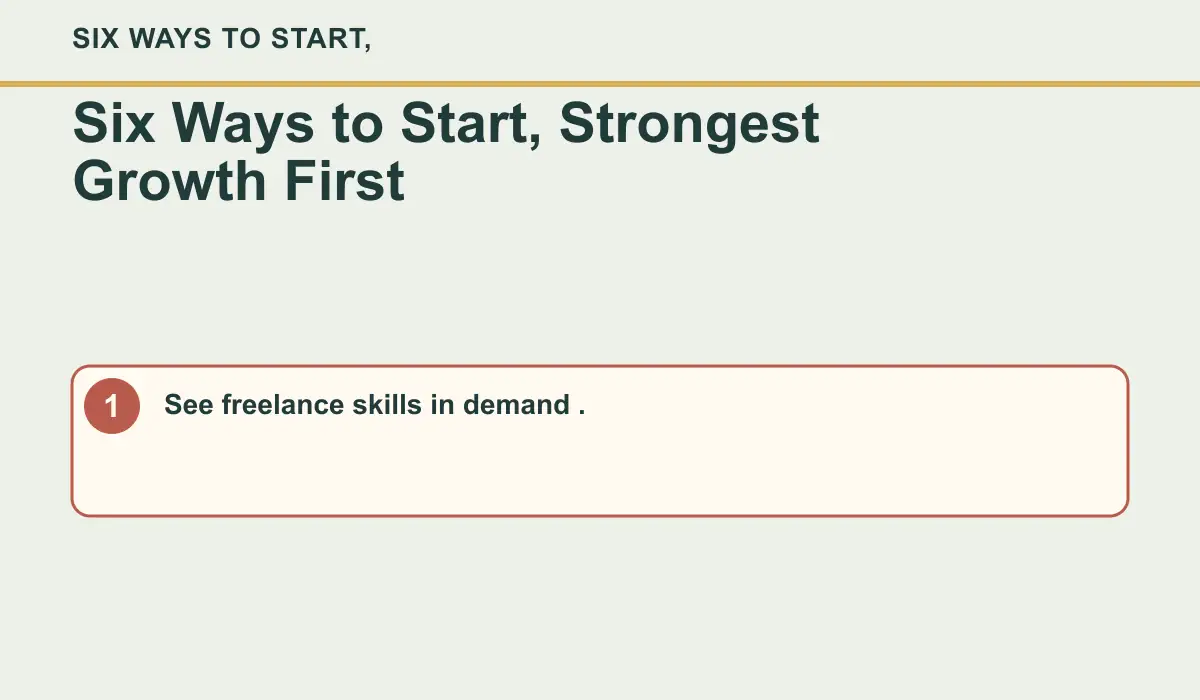 SIX WAYS TO START,
Six Ways to Start, Strongest
Growth First
1
See freelance skills in demand .